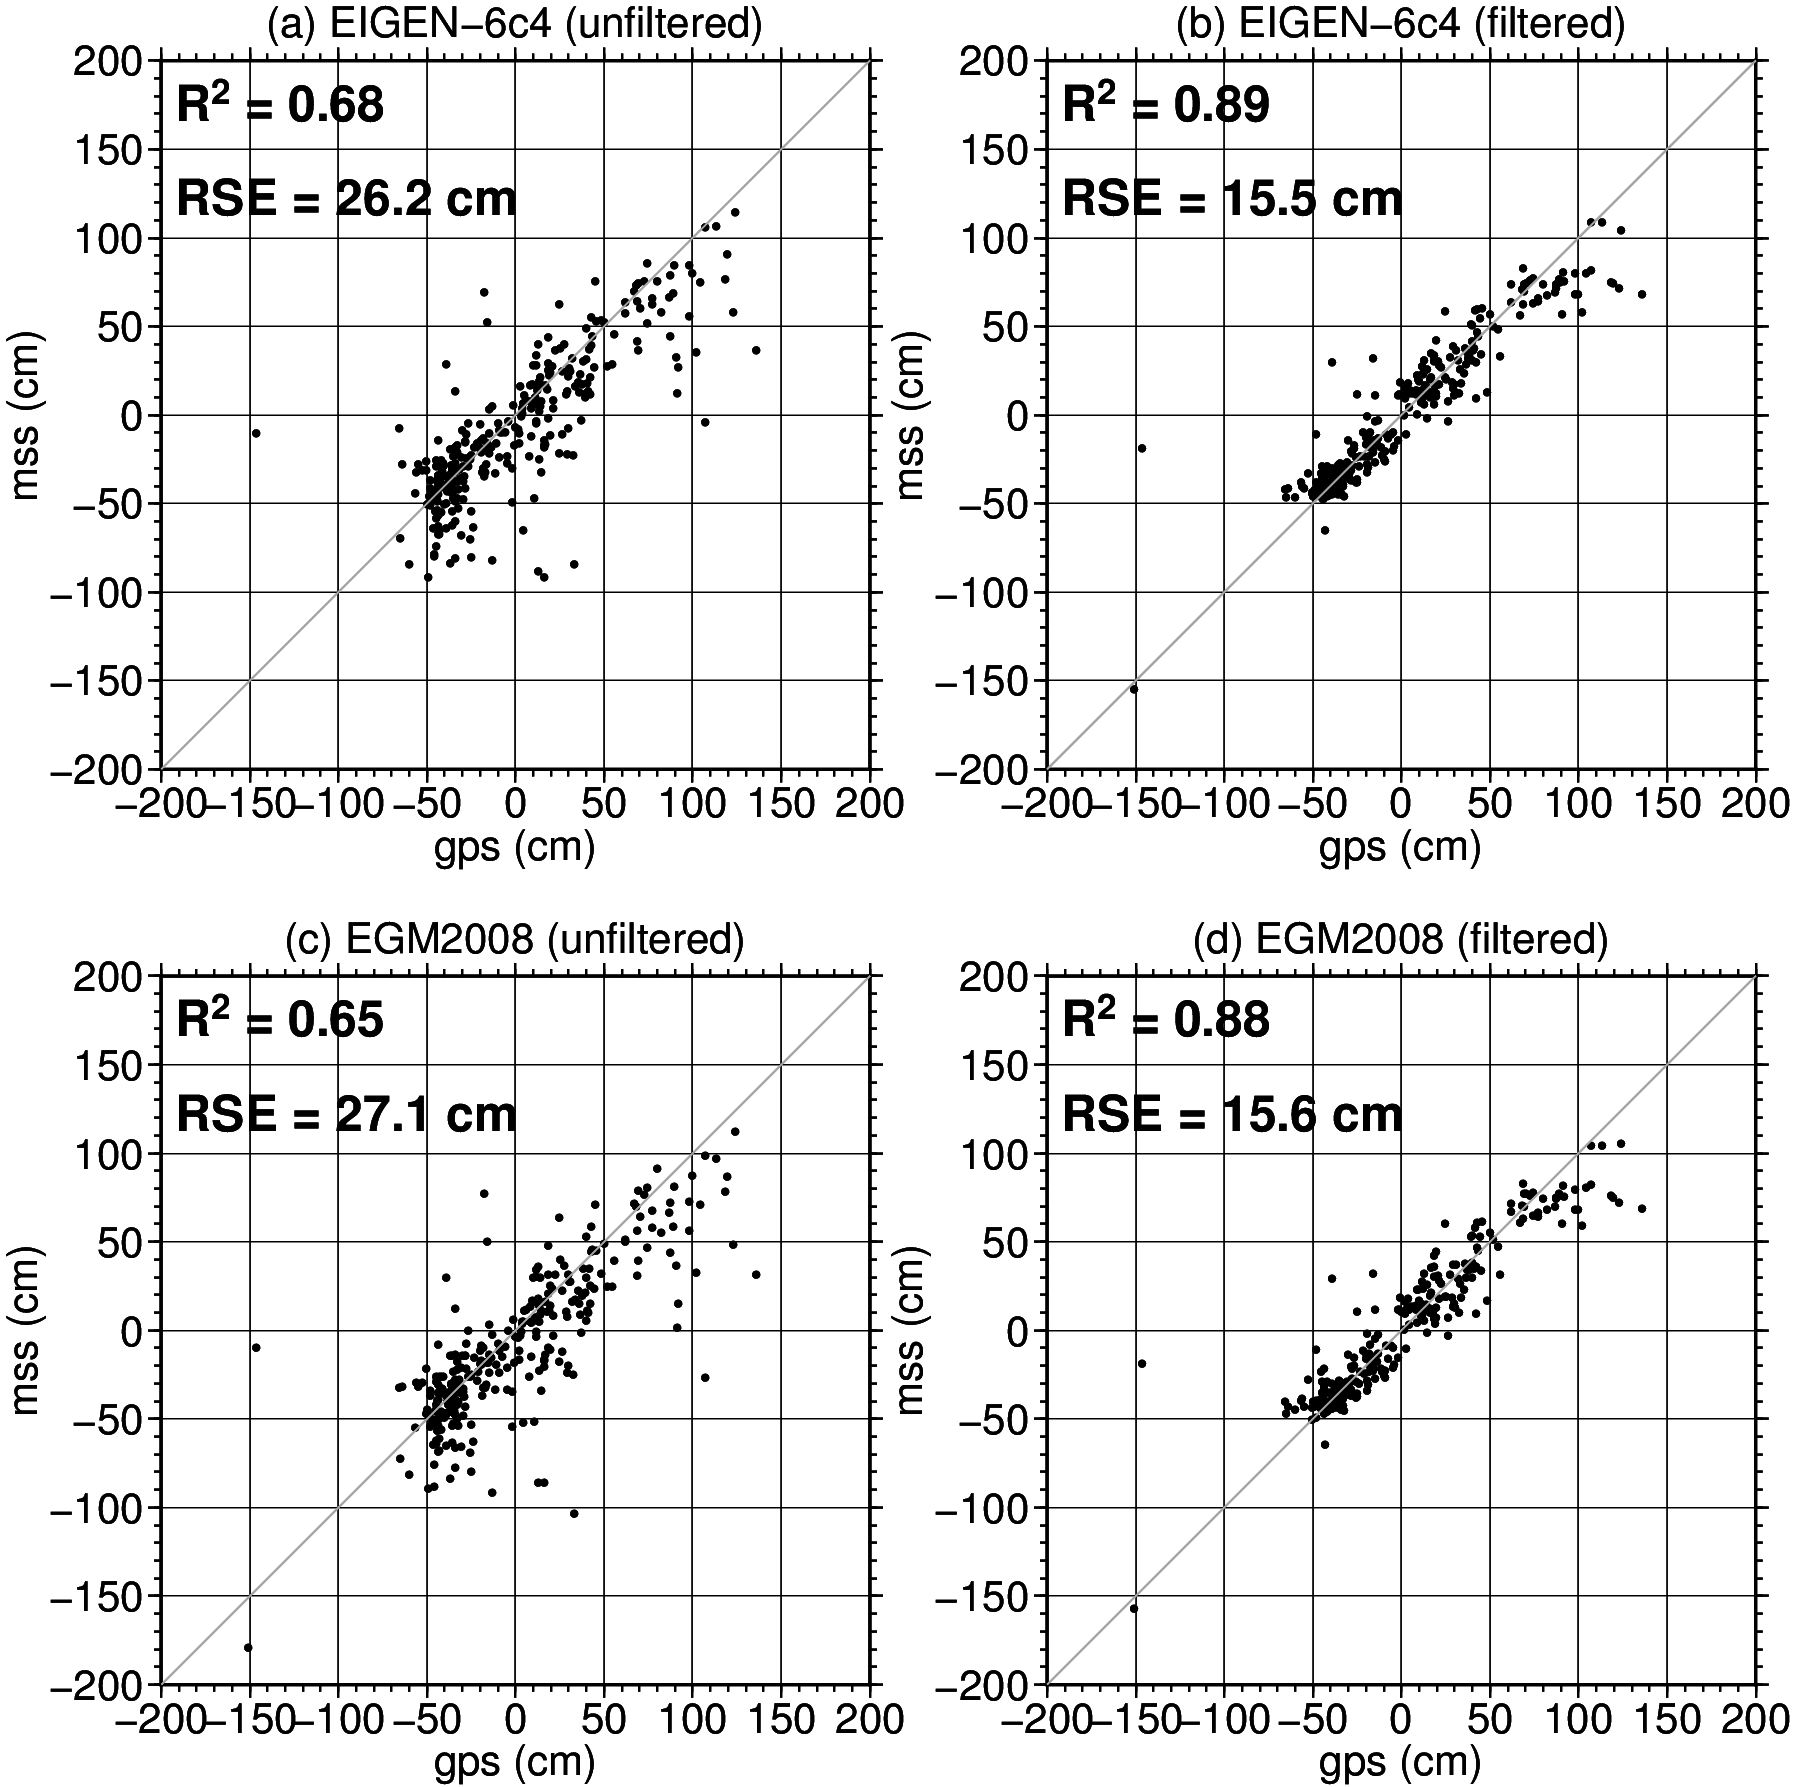 (a) EIGEN−6c4 (unfiltered)
200
150
100
50
0
−50
−100
−150
−200
mss (cm)
R² = 0.68
RSE = 26.2 cm
−200 −150 −100 −50 0 50 100 150 200
gps (cm)
(b) EIGEN−6c4 (filtered)
200
150
100
50
0
−50
−100
−150
−200
mss (cm)
R² = 0.89
RSE = 15.5 cm
−200 −150 −100 −50 0 50 100 150 200
gps (cm)
(c) EGM2008 (unfiltered)
200
150
100
50
0
−50
−100
−150
−200
mss (cm)
R² = 0.65
RSE = 27.1 cm
−200 −150 −100 −50 0 50 100 150 200
gps (cm)
(d) EGM2008 (filtered)
200
150
100
50
0
−50
−100
−150
−200
mss (cm)
R² = 0.88
RSE = 15.6 cm
−200 −150 −100 −50 0 50 100 150 200
gps (cm)